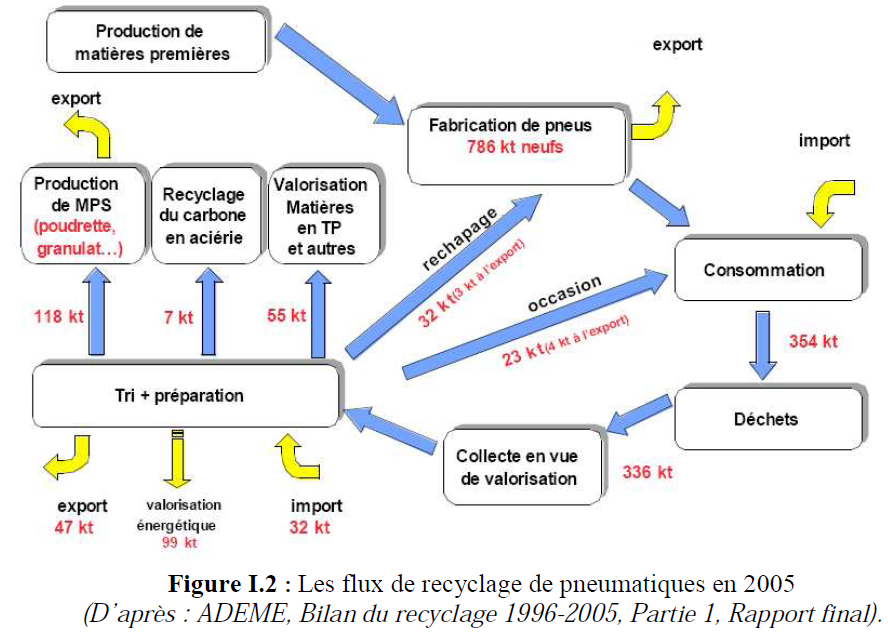 Production de
matières premières
export
export
Fabrication de pneus
786 kt neufs
import
Production
de MPS
(poudrette,
granulat...)
Recyclage
du carbone
en aciérie
Valorisation
Matières
en TP
et autres
rechapage
32 kt(3 kt à l'export)
Consommation
occasion
23 kt(4 kt à l'export)
118 kt
7 kt
55 kt
354 kt
Tri + préparation
Déchets
Collecte en vue
de valorisation
336 kt
export
47 kt
valorisation
énergétique
99 kt
import
32 kt
Figure I.2 : Les flux de recyclage de pneumatiques en 2005
(D'après : ADEME, Bilan du recyclage 1996-2005, Partie 1, Rapport final).